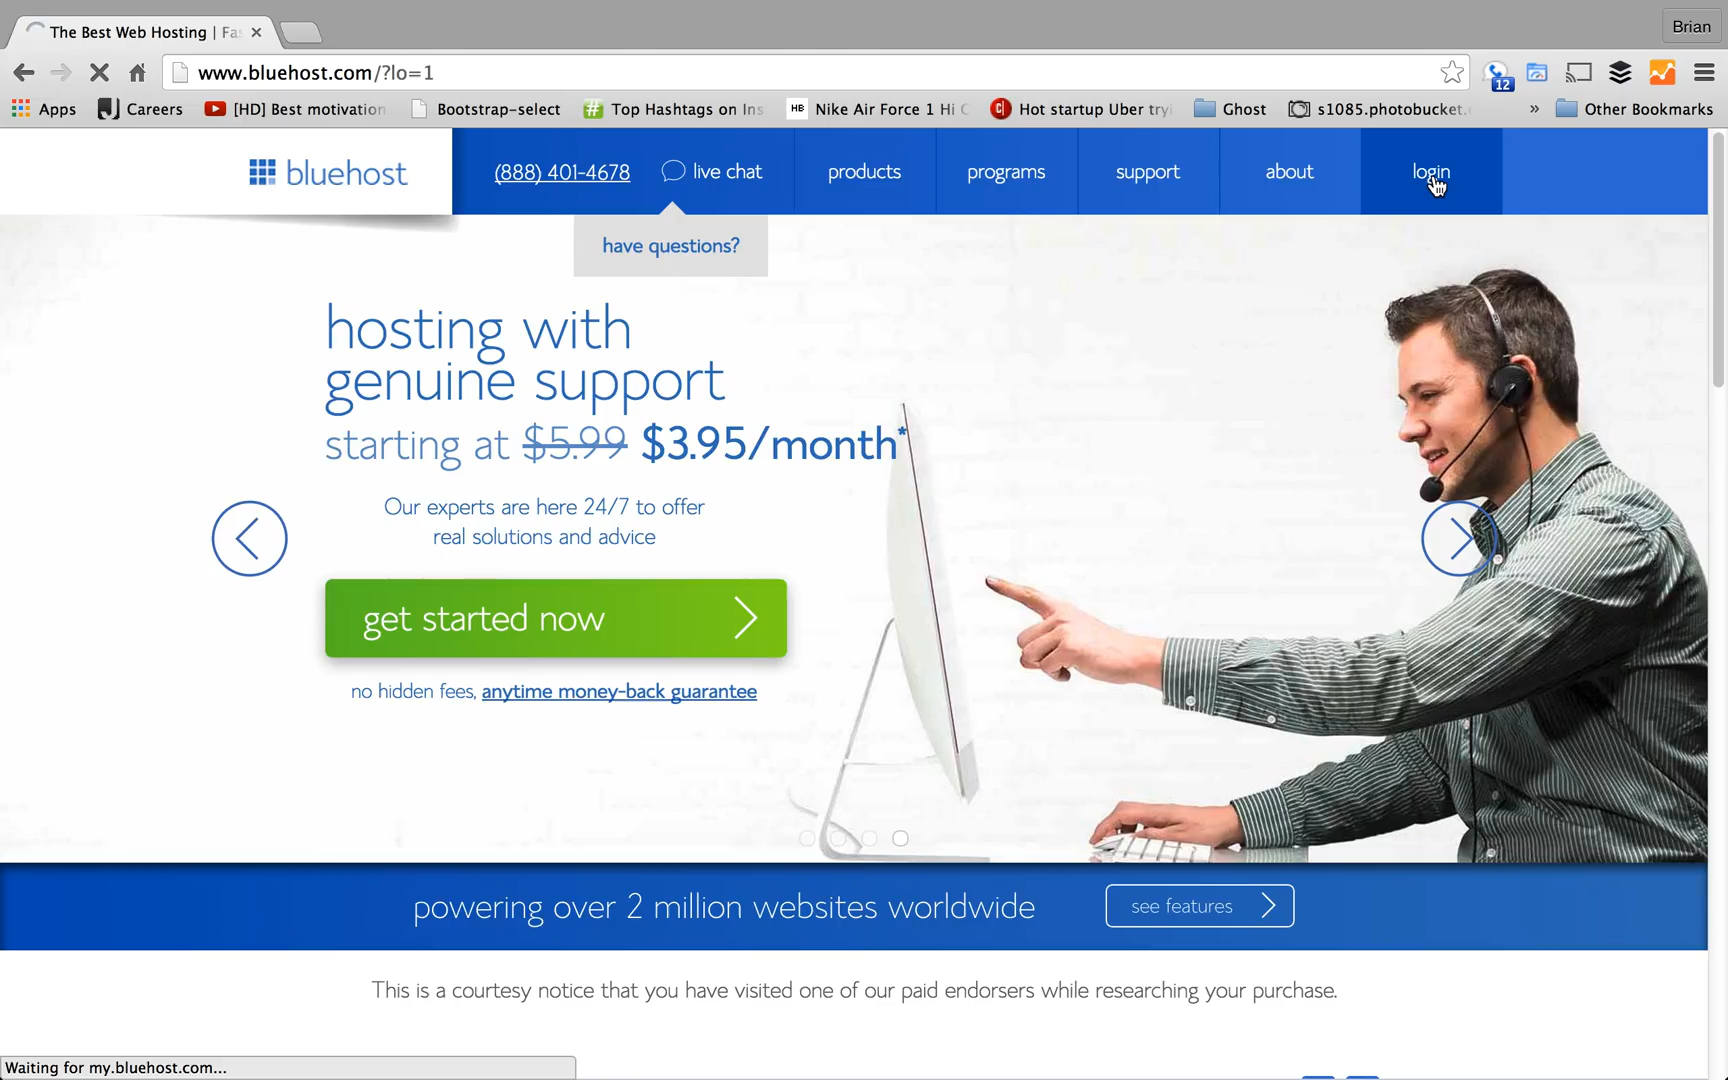 The Best Web Hosting | Fas
Brian
www.bluehost.com/?lo=1
12
Apps
Careers
[HD] Best motivation
Bootstrap-select
Top Hashtags on Ins
HB
Nike Air Force 1 Hi
Hot startup Uber tryi
Ghost
s1085.photobucket.
»
Other Bookmarks
bluehost
(888) 401-4678
live chat
products
programs
support
about
login
have questions?
hosting with
genuine support
starting at $5.99 $3.95/month*
Our experts are here 24/7 to offer
real solutions and advice
get started now
no hidden fees, anytime money-back guarantee
powering over 2 million websites worldwide
see features
This is a courtesy notice that you have visited one of our paid endorsers while researching your purchase.
Waiting for my.bluehost.com...